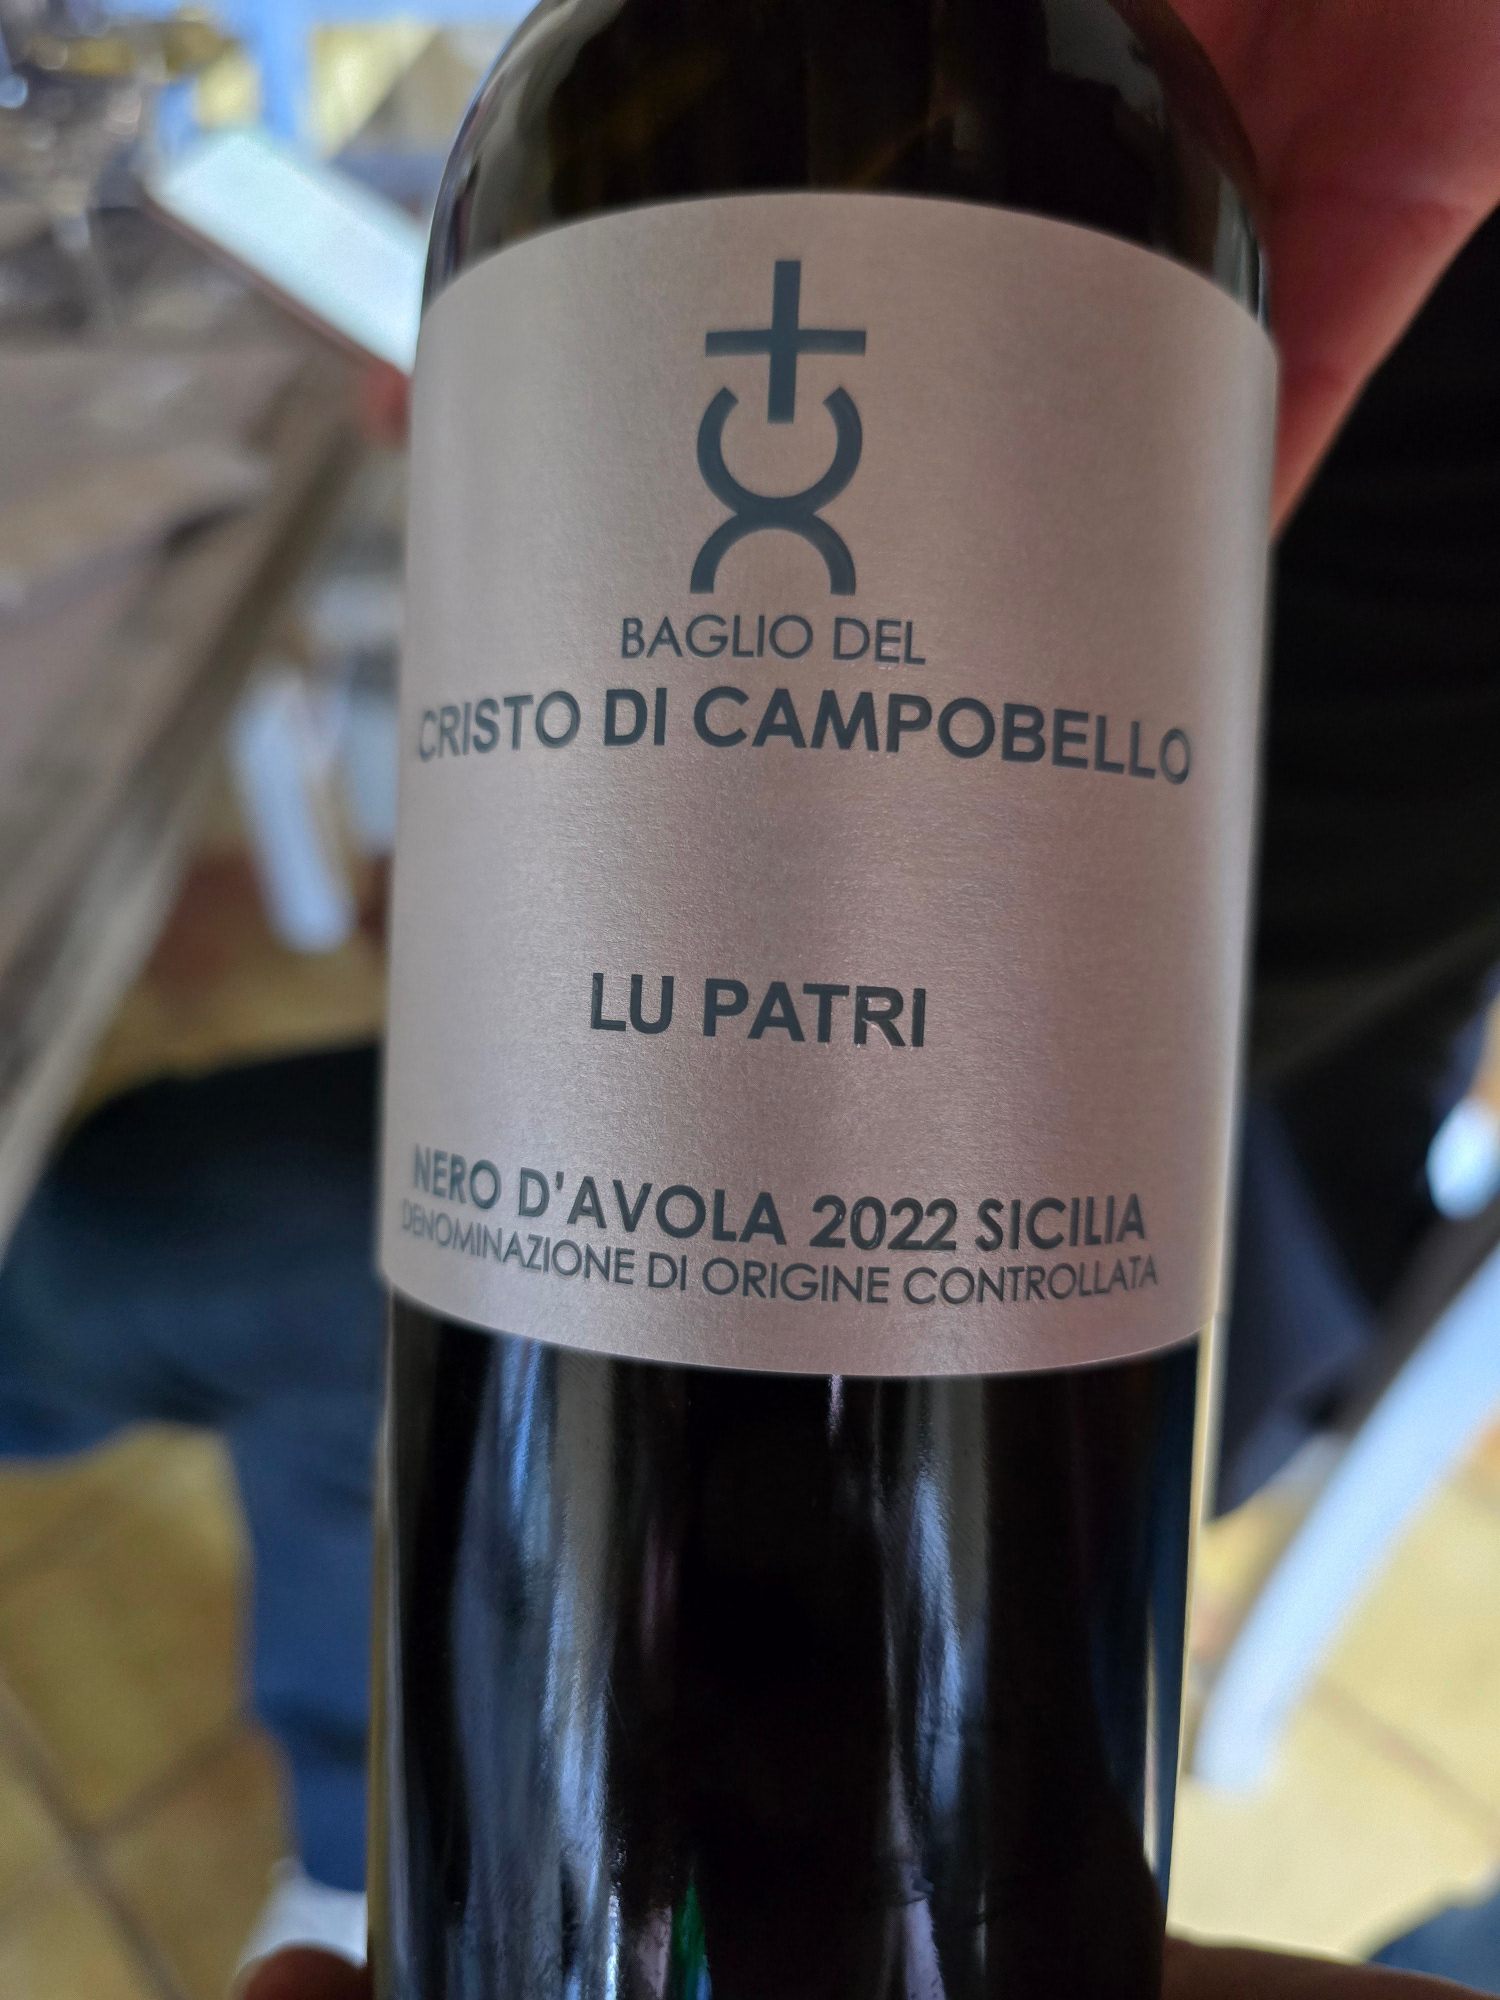 BAGLIO DEL
CRISTO DI CAMPOBELLO
LU PATRI
NERO D'AVOLA 2022 SICILIA
DENOMINAZIONE DI ORIGINE CONTROLLATA